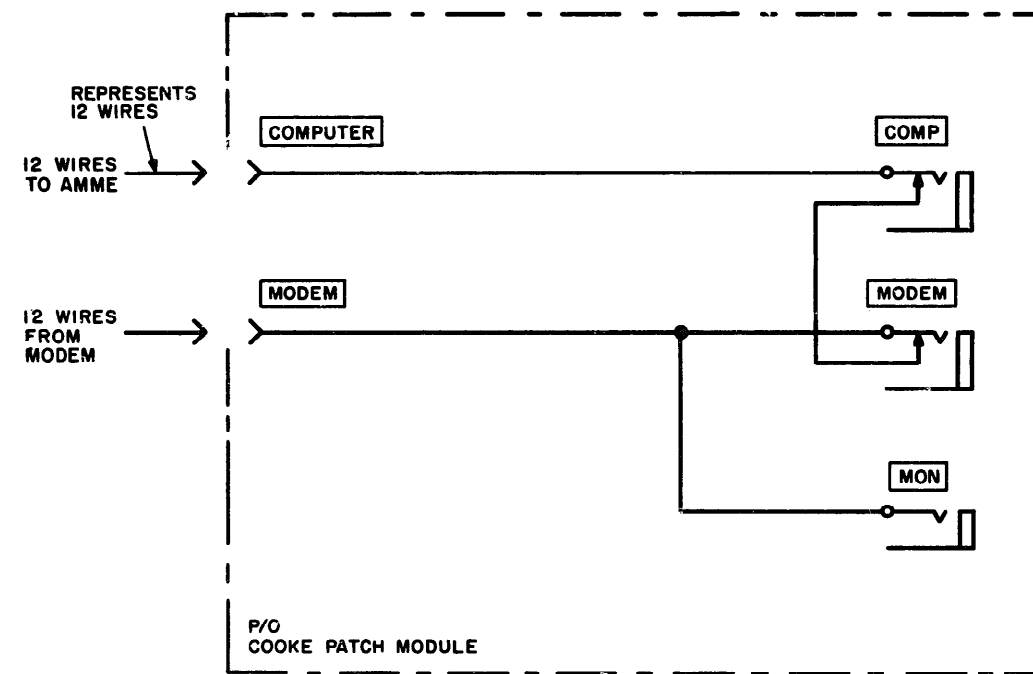 REPRESENTS
12 WIRES
COMPUTER
COMP
12 WIRES
TO AMME
MODEM
MODEM
12 WIRES
FROM
MODEM
MON
P/O
COOKE PATCH MODULE